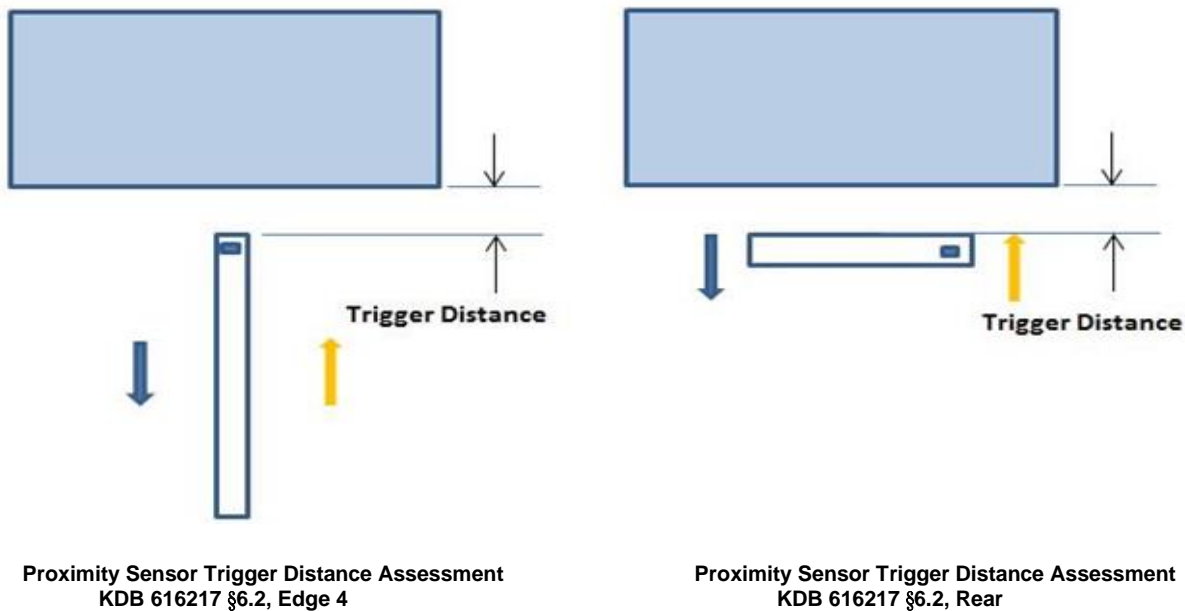 Trigger Distance
Trigger Distance
Proximity Sensor Trigger Distance Assessment
KDB 616217 §6.2, Edge 4
Proximity Sensor Trigger Distance Assessment
KDB 616217 §6.2, Rear